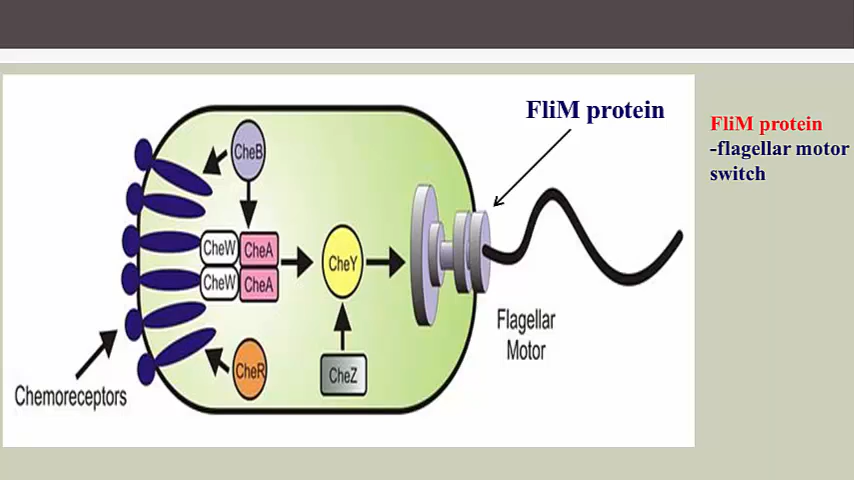 FliM protein
FliM protein
-flagellar motor
switch
CheB
CheW
CheA
CheY
CheW
CheA
Flagellar
Motor
CheR
CheZ
Chemoreceptors